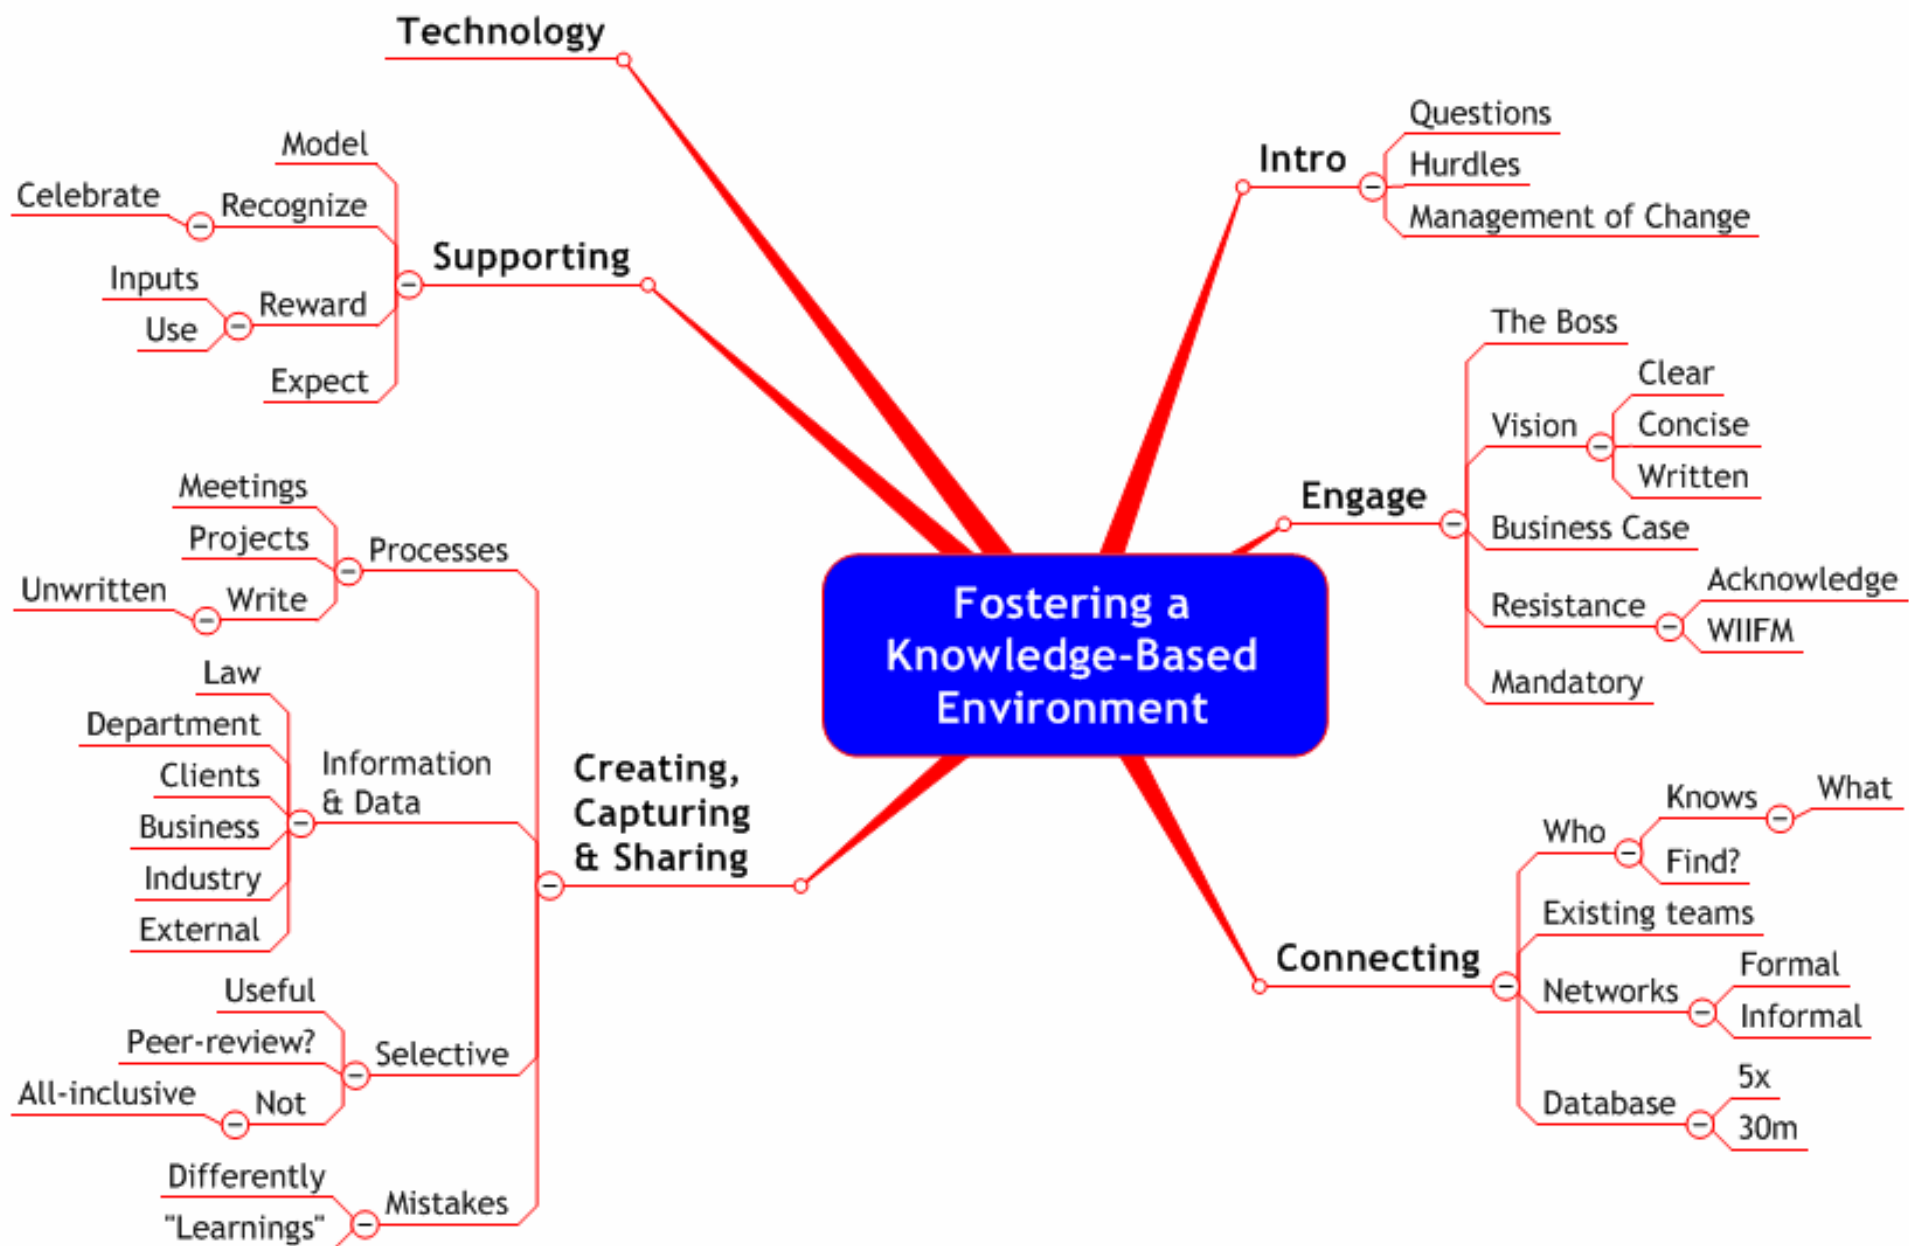 Technology
Model
Celebrate
Recognize
Supporting
Inputs
Reward
Use
Expect
Meetings
Projects
Processes
Unwritten
Write
Law
Department
Clients
Information
& Data
Business
Industry
External
Creating,
Capturing
& Sharing
Useful
Peer-review?
Selective
All-inclusive
Not
Differently
Mistakes
"Learnings"
Fostering a
Knowledge-Based
Environment
Intro
Questions
Hurdles
Management of Change
Engage
The Boss
Vision
Clear
Concise
Written
Business Case
Resistance
Acknowledge
WIIFM
Mandatory
Connecting
Who
Knows
What
Find?
Existing teams
Networks
Formal
Informal
Database
5x
30m